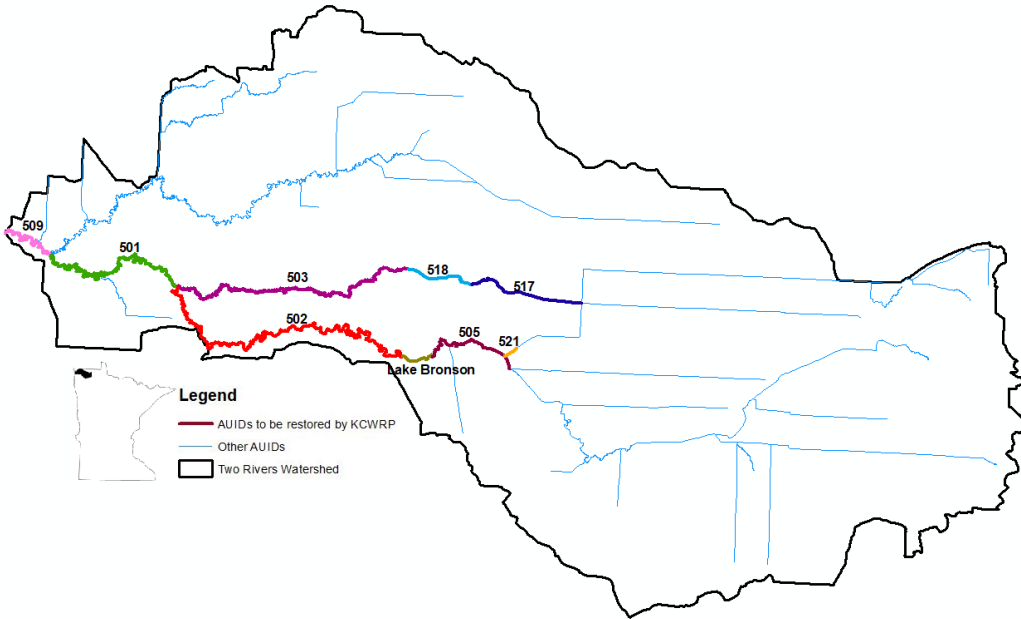 509
501
503
518
517
502
505
521
Lake Bronson
Legend
AUIDs to be restored by KCWRP
Other AUIDs
Two Rivers Watershed